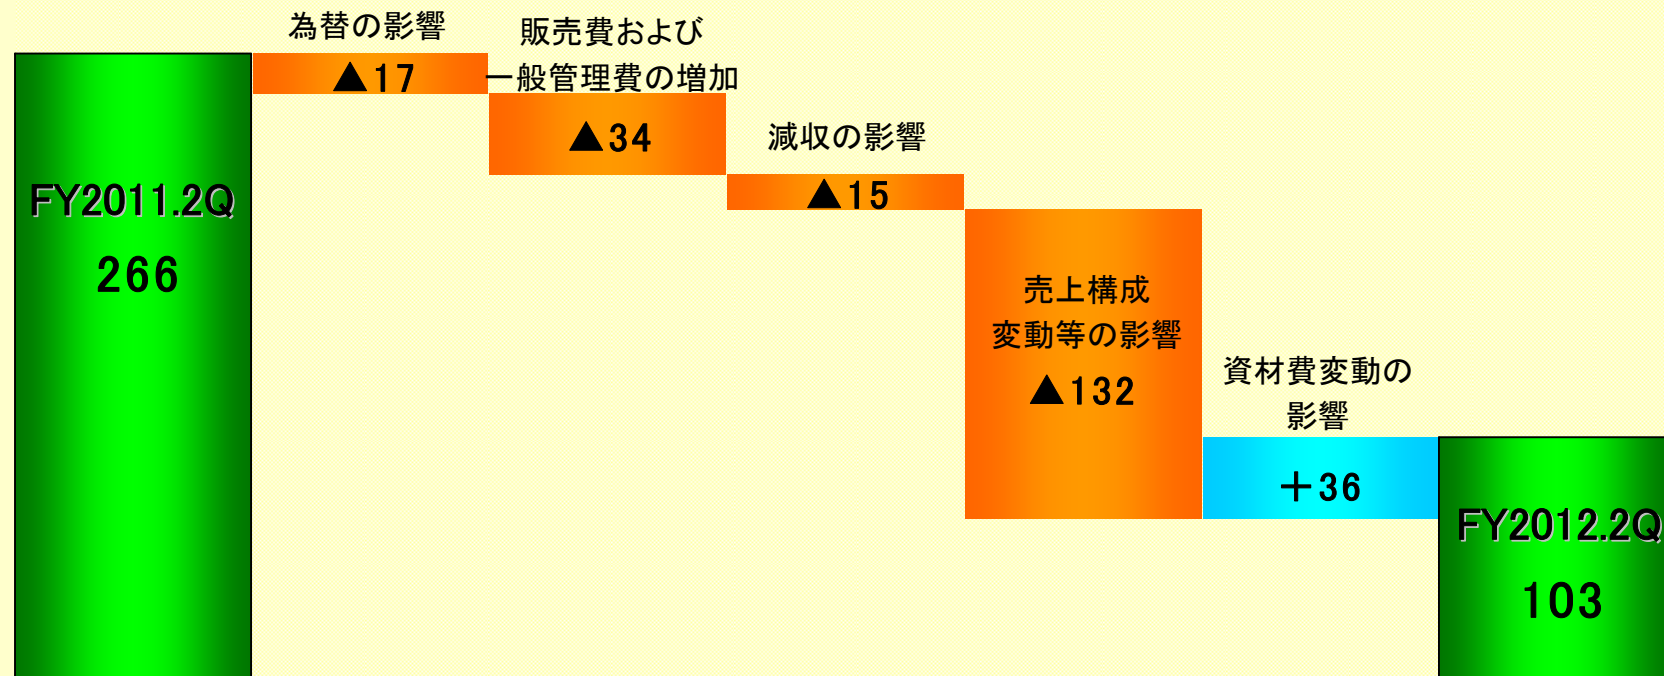 為替の影響
▲17
販売費および
一般管理費の増加
▲34
減収の影響
▲15
FY2011.2Q
266
売上構成
変動等の影響
▲132
資材費変動の
影響
＋36
FY2012.2Q
103